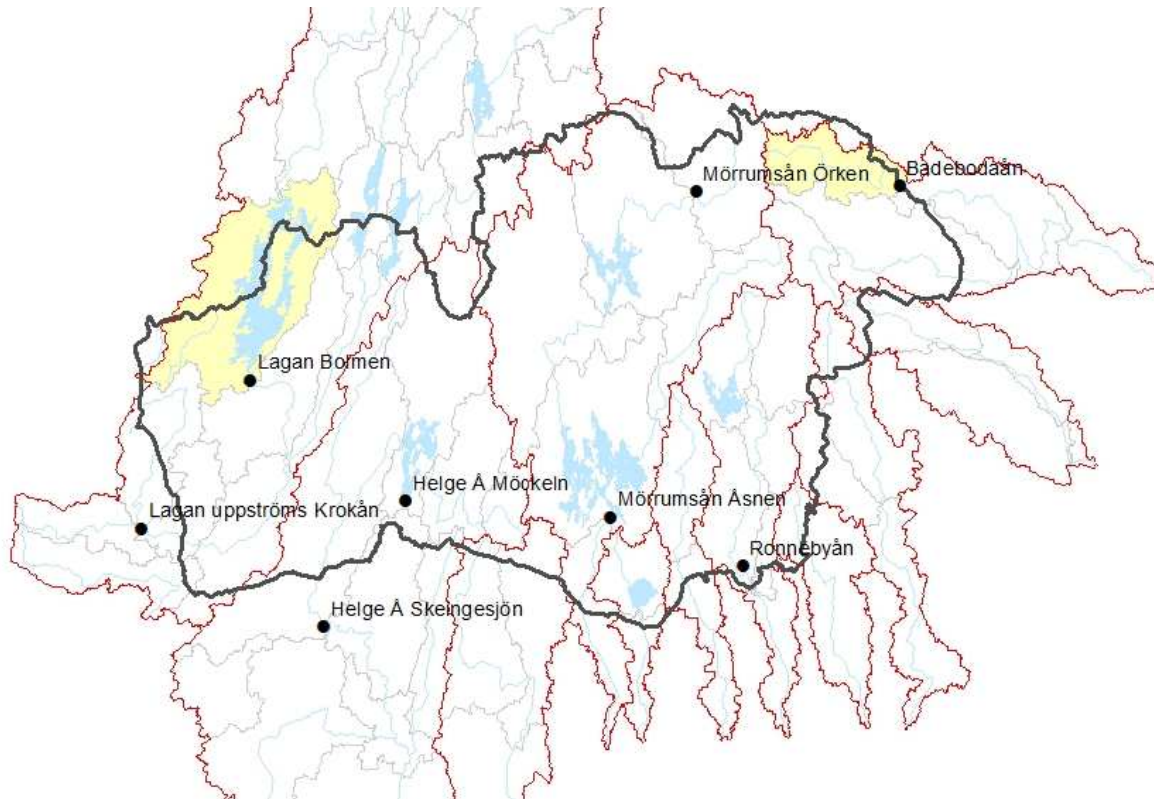 Mörrumsån Örken
Badebodaån
Lagan Bolmen
Helge Å Möckeln
Mörrumsån Åsnen
Lagan uppströms Krokån
Ronnebyån
Helge Å Skeingesjön